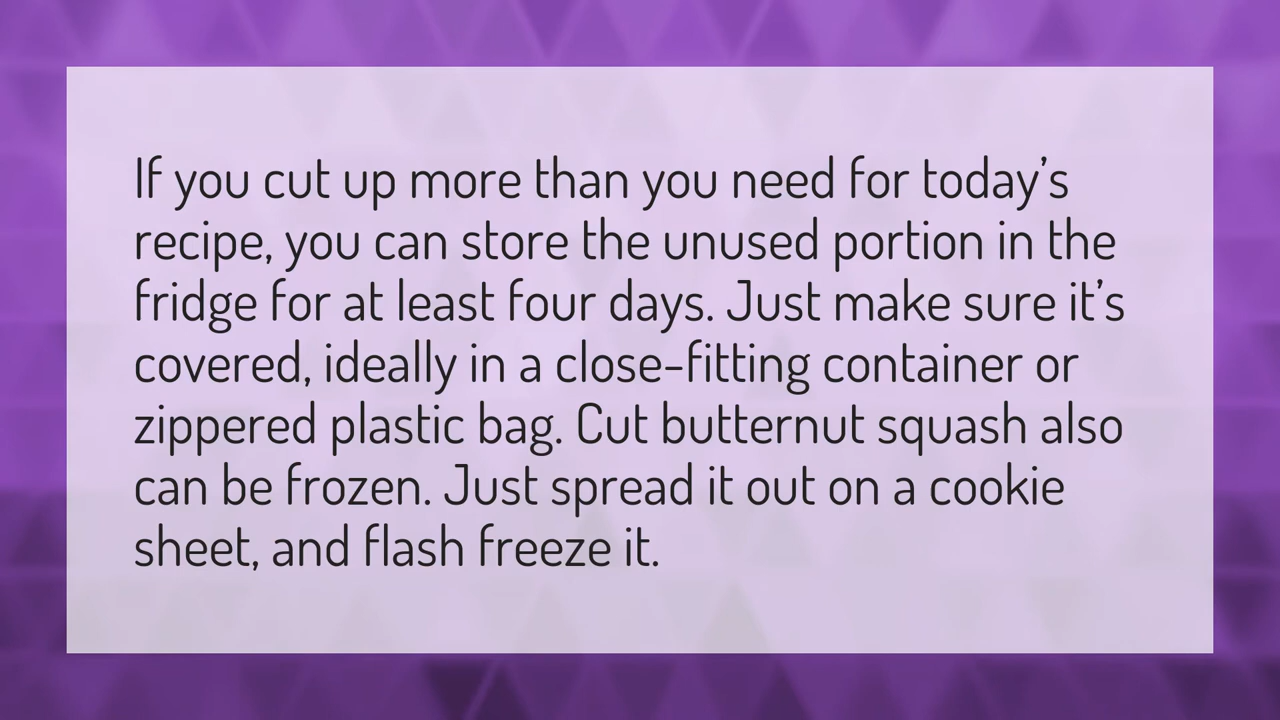 If you cut up more than you need for today’s
recipe, you can store the unused portion in the
fridge for at least four days. Just make sure it’s
covered, ideally in a close-fitting container or
zippered plastic bag. Cut butternut squash also
can be frozen. Just spread it out on a cookie
sheet, and flash freeze it.